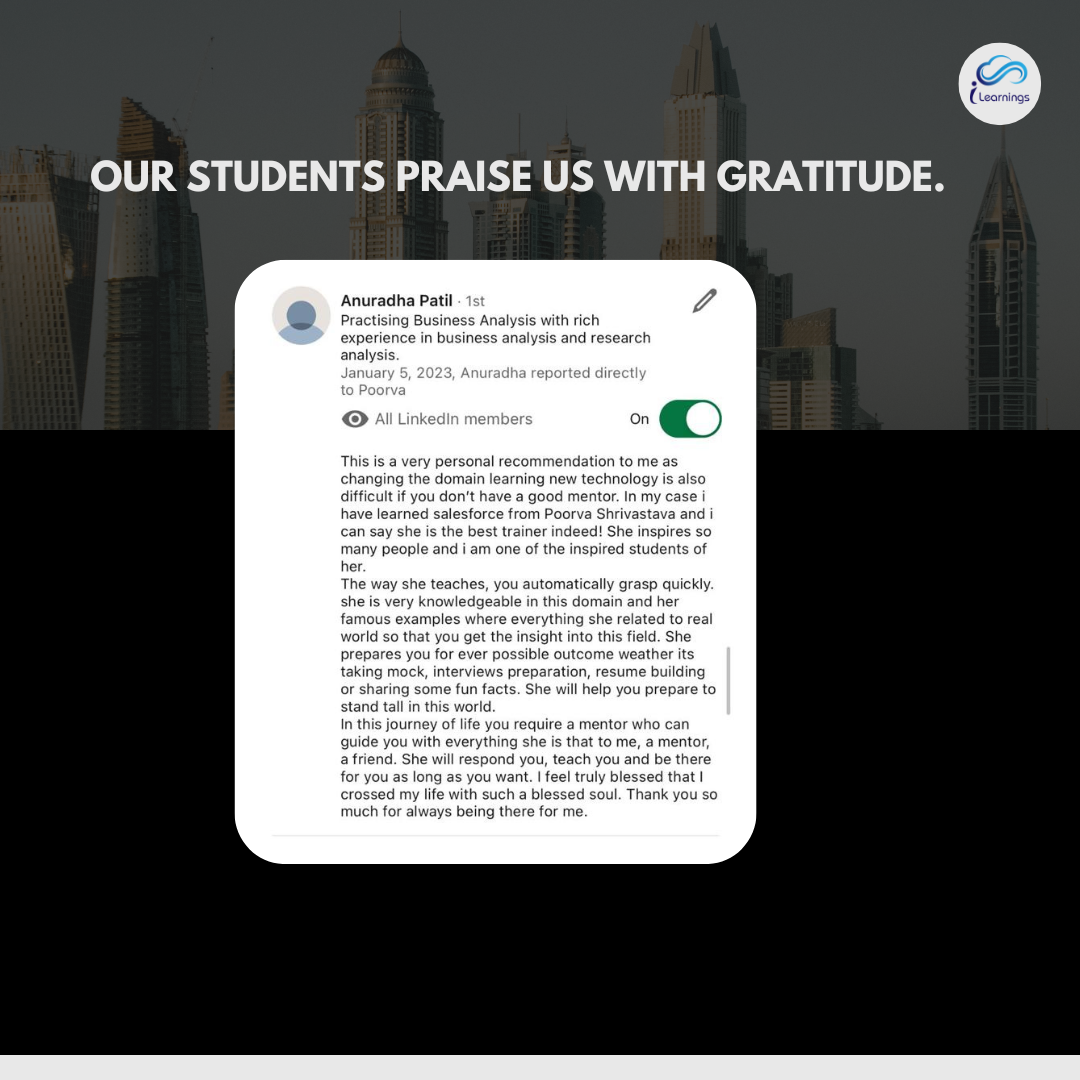 i Learnings
OUR STUDENTS PRAISE US WITH GRATITUDE.
Anuradha Patil · 1st
Practising Business Analysis with rich
experience in business analysis and research
analysis.
January 5, 2023, Anuradha reported directly
to Poorva
All LinkedIn members On
This is a very personal recommendation to me as
changing the domain learning new technology is also
difficult if you don’t have a good mentor. In my case i
have learned salesforce from Poorva Shrivastava and i
can say she is the best trainer indeed! She inspires so
many people and i am one of the inspired students of
her.
The way she teaches, you automatically grasp quickly.
she is very knowledgeable in this domain and her
famous examples where everything she related to real
world so that you get the insight into this field. She
prepares you for ever possible outcome weather its
taking mock, interviews preparation, resume building
or sharing some fun facts. She will help you prepare to
stand tall in this world.
In this journey of life you require a mentor who can
guide you with everything she is that to me, a mentor,
a friend. She will respond you, teach you and be there
for you as long as you want. I feel truly blessed that I
crossed my life with such a blessed soul. Thank you so
much for always being there for me.